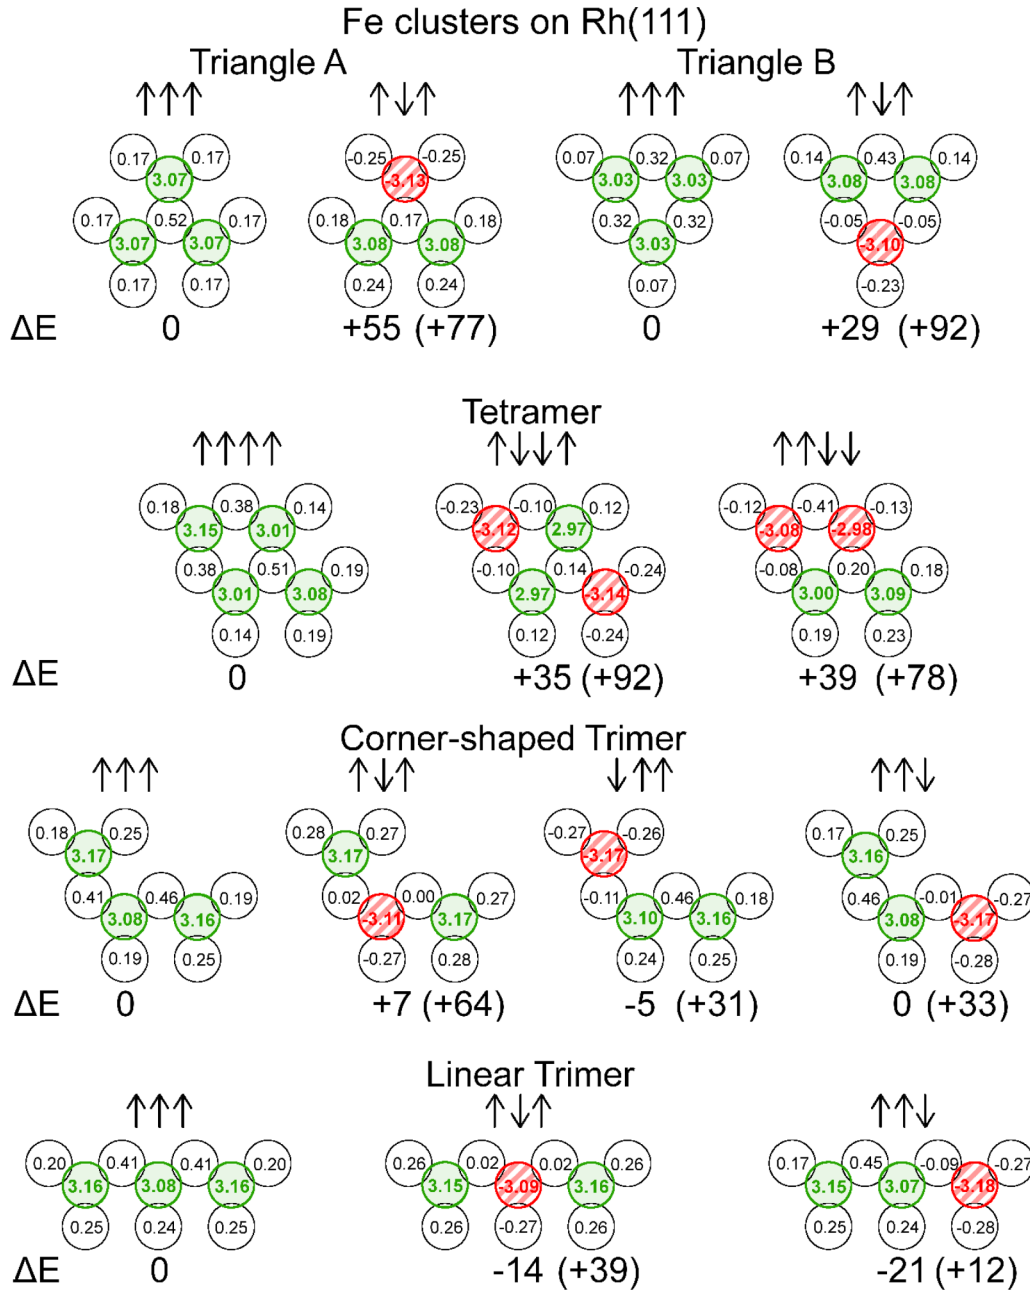 Fe clusters on Rh(111)
Triangle A Triangle B
↑↑↑ ↑↓↑ ↑↑↑ ↑↓↑
0.17 0.17 -0.25 -0.25 0.07 0.32 0.07 0.14 0.43 0.14
3.07 -3.13 3.03 3.03 3.08 3.08
0.17 0.52 0.17 0.18 0.17 0.18 0.32 0.32 -0.05 -0.05
3.07 3.07 3.08 3.08 3.03 -3.10
0.17 0.17 0.24 0.24 0.07 -0.23
ΔE 0 +55 (+77) 0 +29 (+92)
Tetramer
↑↑↑↑ ↑↓↓↑ ↑↑↓↓
0.18 0.38 0.14 -0.23 -0.10 0.12 -0.12 -0.41 -0.13
3.15 3.01 -3.12 2.97 -3.08 -2.98
0.38 0.51 0.19 -0.10 0.14 -0.24 -0.08 0.20 0.18
3.01 3.08 2.97 -3.14 3.00 3.09
0.14 0.19 0.12 -0.24 0.19 0.23
ΔE 0 +35 (+92) +39 (+78)
Corner-shaped Trimer
↑↑↑ ↑↓↑ ↓↑↑ ↑↑↓
0.18 0.25 0.28 0.27 -0.27 -0.26 0.17 0.25
3.17 3.17 -3.17 3.16
0.41 0.46 0.19 0.02 0.00 0.27 -0.11 0.46 0.18 0.46 -0.01 -0.27
3.08 3.16 -3.11 3.17 3.10 3.16 3.08 -3.17
0.19 0.25 -0.27 0.28 0.24 0.25 0.19 -0.28
ΔE 0 +7 (+64) -5 (+31) 0 (+33)
Linear Trimer
↑↑↑ ↑↓↑ ↑↑↓
0.20 0.41 0.41 0.20 0.26 0.02 0.02 0.26 0.17 0.45 -0.09 -0.27
3.16 3.08 3.16 3.15 -3.09 3.16 3.15 3.07 -3.18
0.25 0.24 0.25 0.26 -0.27 0.26 0.25 0.24 -0.28
ΔE 0 -14 (+39) -21 (+12)